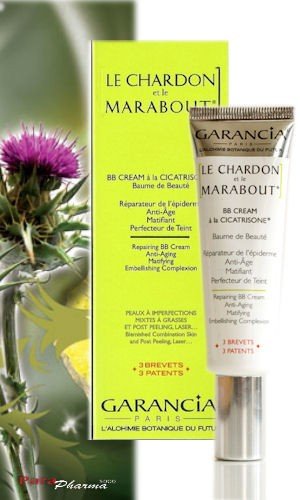 [LE CHARDON]
et le
MARABOUT®
BB CREAM à la CICATRISONE®
Baume de Beauté
Réparateur de l'épiderme
Anti-Âge
Matifiant
Perfecteur de Teint
Repairing BB Cream
Anti-Aging
Matifying
Embellishing Complexion
PEAUX À IMPERFECTIONS
MIXTES À GRASSES
ET POST PEELING, LASER...
Blemished Combination Skin
and Post Peeling, Laser...
+ 3 BREVETS
3 PATENTS
GARANCIA
PARIS
L'ALCHIMIE BOTANIQUE DU FUTUR
GARANCIA
PARIS
L'ALCHIMIE BOTANIQUE DU FUTUR
[LE CHARDON]
et le
MARABOUT®
BB CREAM
à la CICATRISONE®
Baume de Beauté
Réparateur de l'épiderme
Anti-Âge
Matifiant
Perfecteur de Teint
Repairing BB Cream
Anti-Aging
Matifying
Embellishing Complexion
+ 3 BREVETS +
3 PATENTS
Para
Pharma